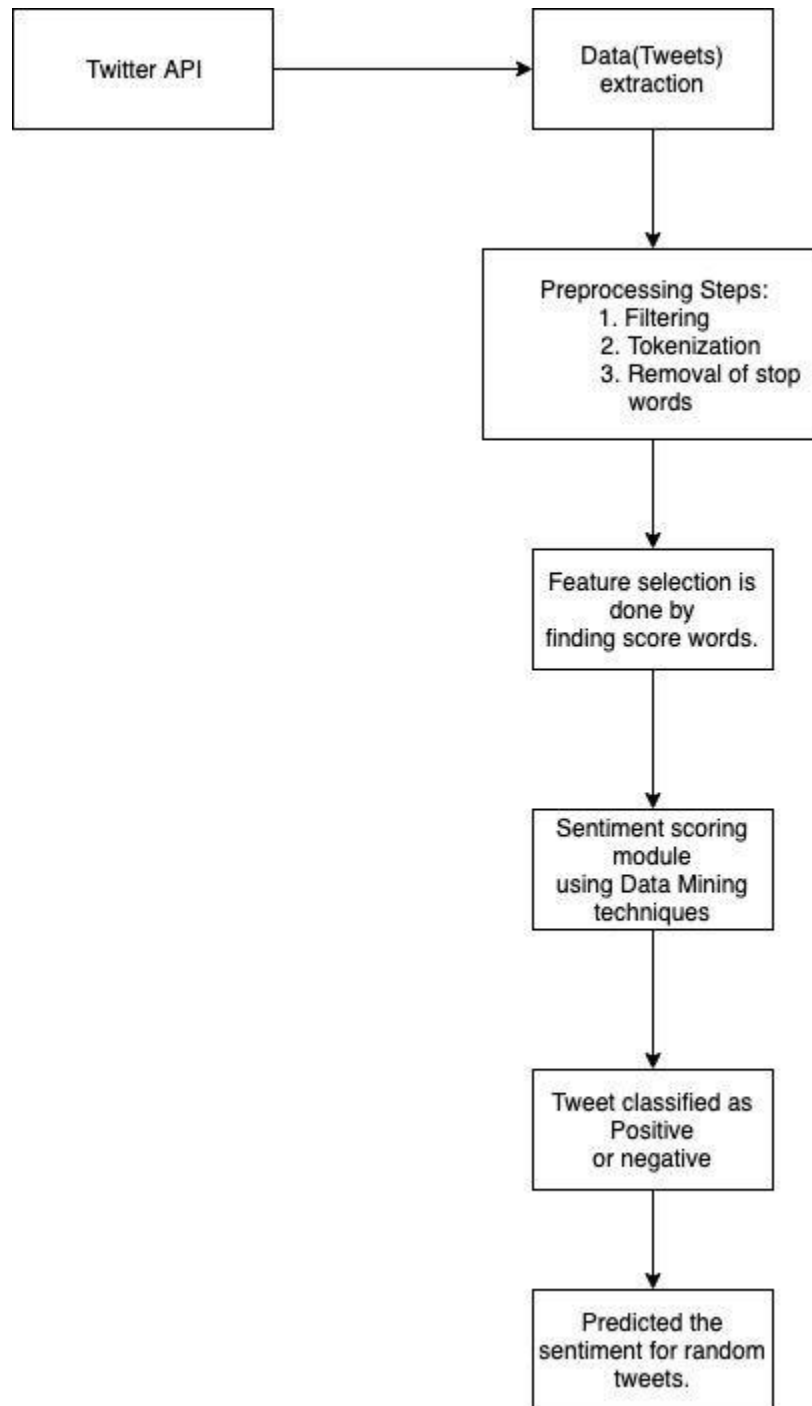 Twitter API
Data(Tweets)
extraction
Preprocessing Steps:
1. Filtering
2. Tokenization
3. Removal of stop
words
Feature selection is
done by
finding score words.
Sentiment scoring
module
using Data Mining
techniques
Tweet classified as
Positive
or negative
Predicted the
sentiment for random
tweets.